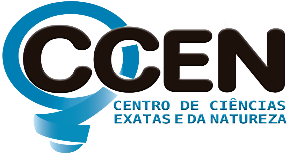 CCEN
CENTRO DE CIÊNCIAS
EXATAS E DA NATUREZA